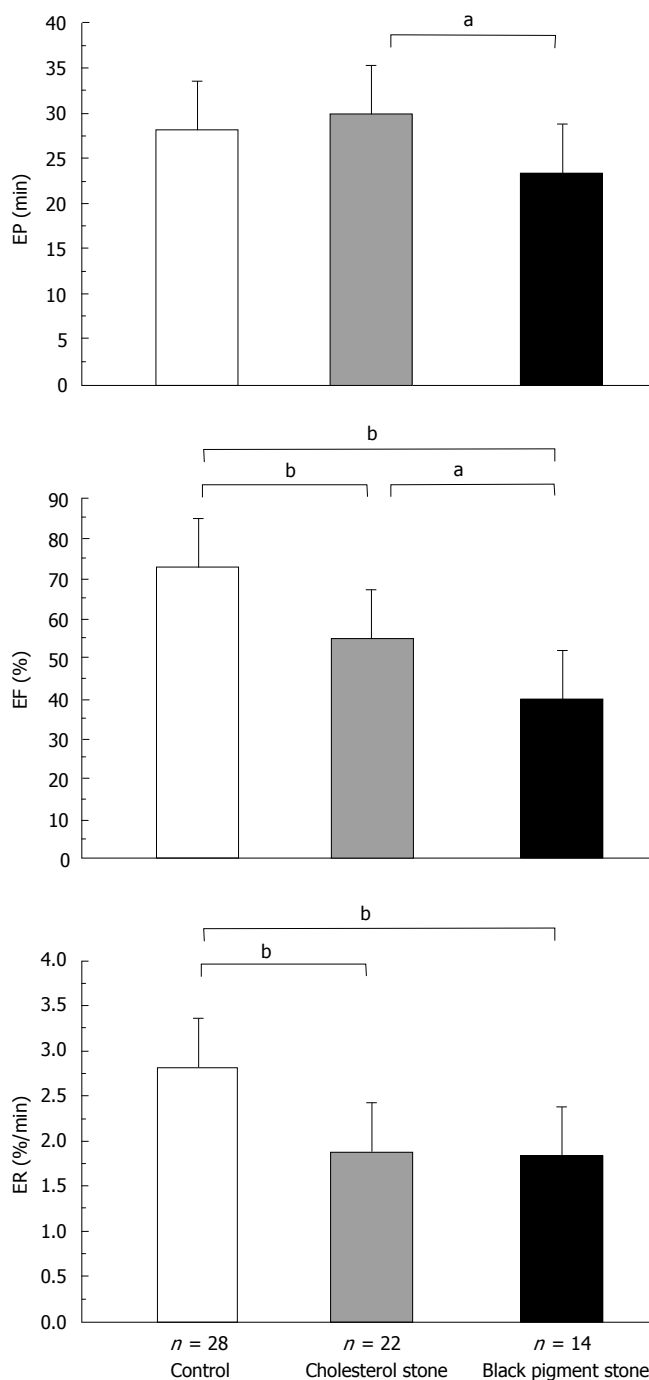 a
40
35
30
25
20
15
10
5
0
EP (min)
b
b
a
90
80
70
60
50
40
30
20
10
0
EF (%)
b
b
4.0
3.5
3.0
2.5
2.0
1.5
1.0
0.5
0.0
ER (%/min)
n = 28 n = 22 n = 14
Control Cholesterol stone Black pigment stone